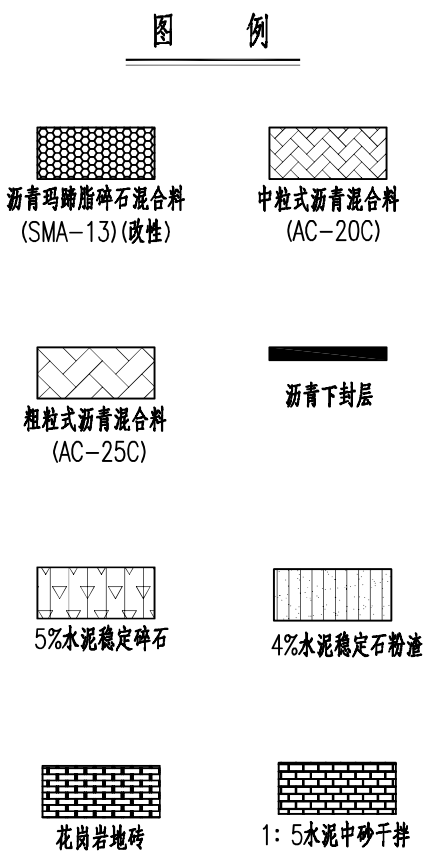 图 例
沥青玛蹄脂碎石混合料
(SMA-13)(改性)
中粒式沥青混合料
(AC-20C)
粗粒式沥青混合料
(AC-25C)
沥青下封层
5%水泥稳定碎石
4%水泥稳定石粉渣
花岗岩地砖
1: 5水泥中砂干拌